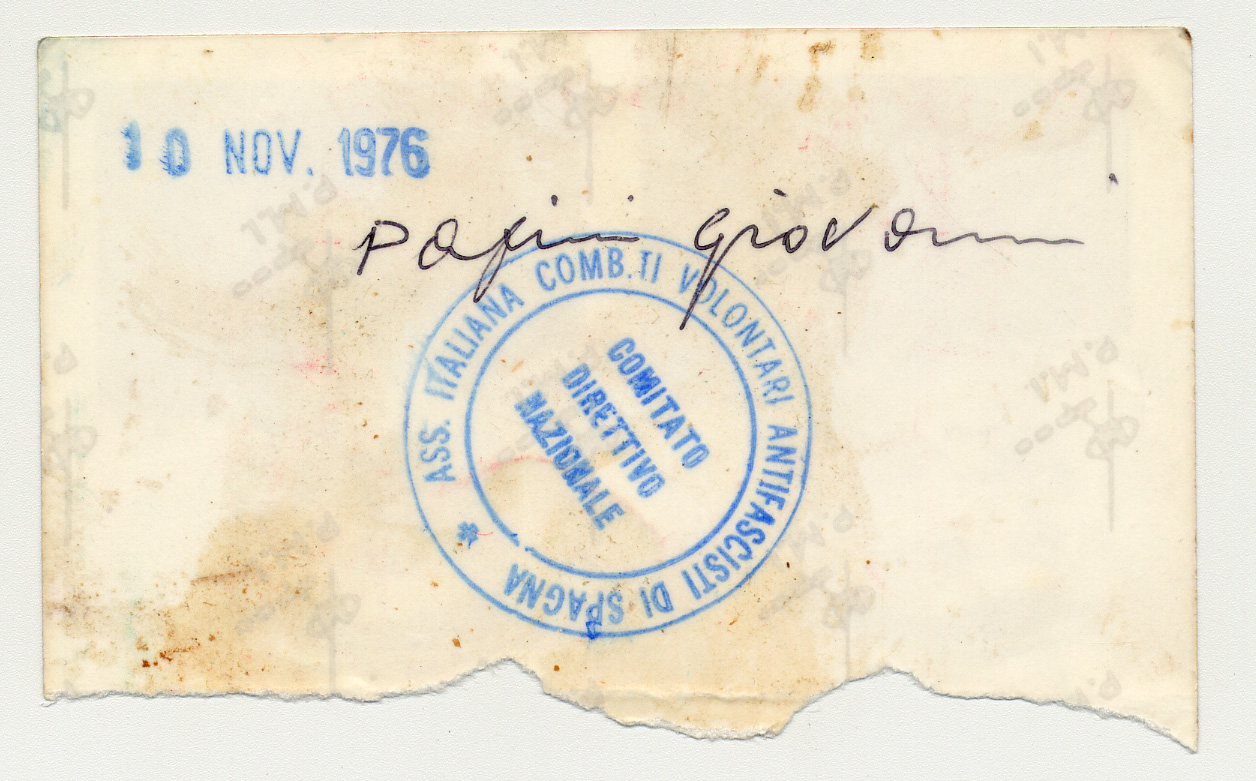 10 NOV. 1976
Papini Giovanni
ASS. ITALIANA COMB.TI VOLONTARI ANTIFASCISTI DI SPAGNA *
COMITATO
DIRETTIVO
NAZIONALE